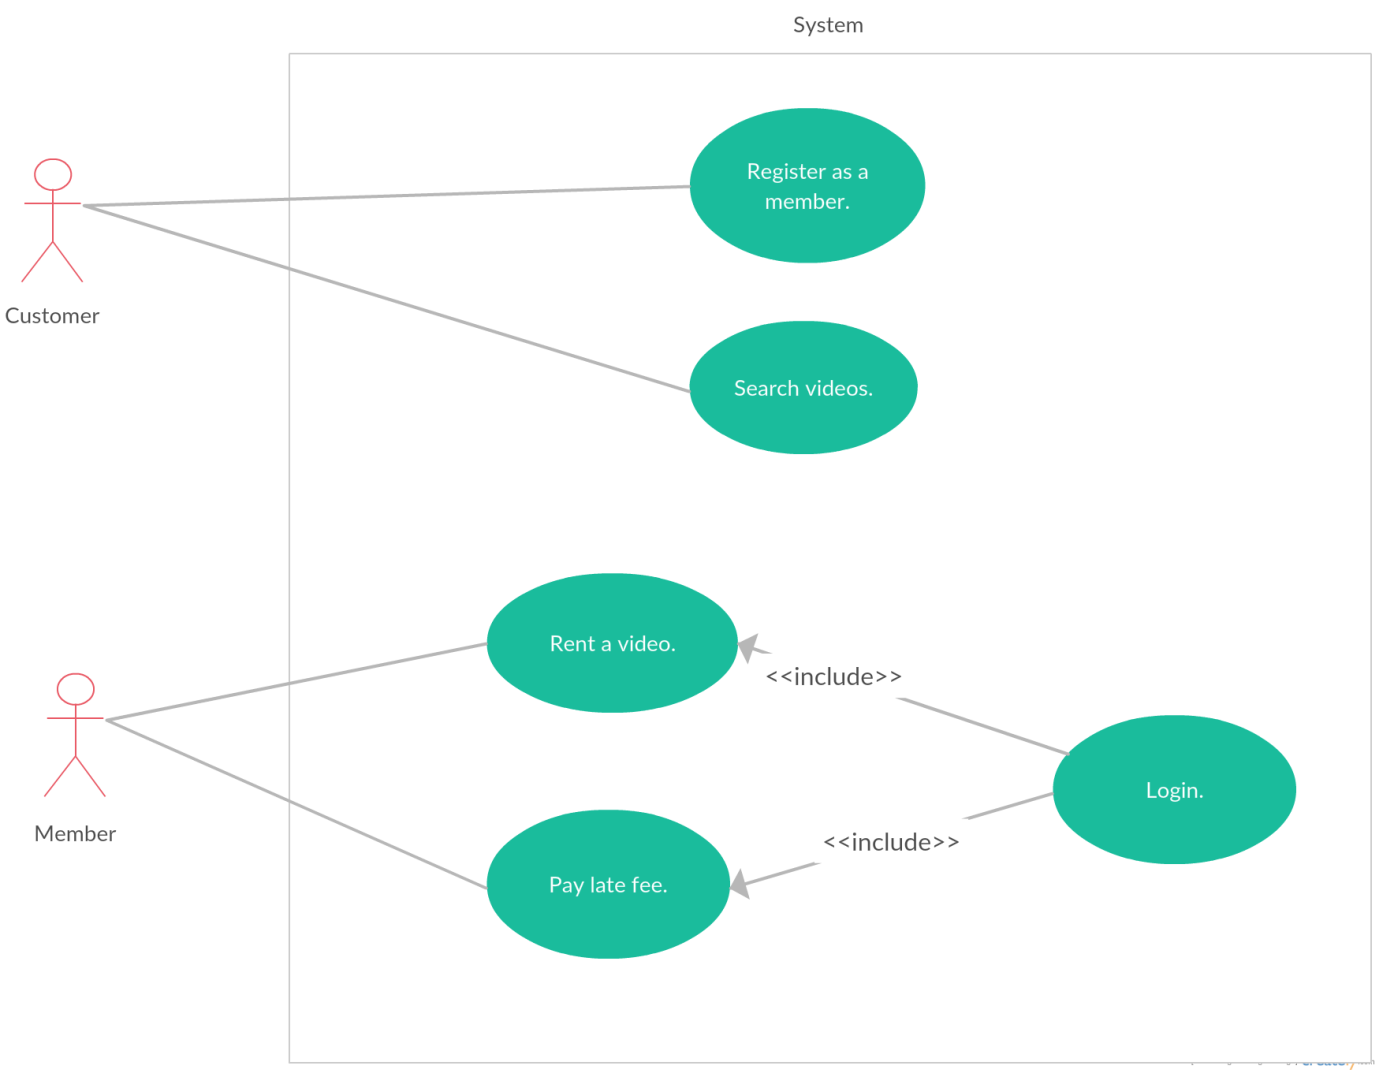 System
Register as a
member.
Customer
Search videos.
Rent a video.
<<include>>
Login.
Member
<<include>>
Pay late fee.